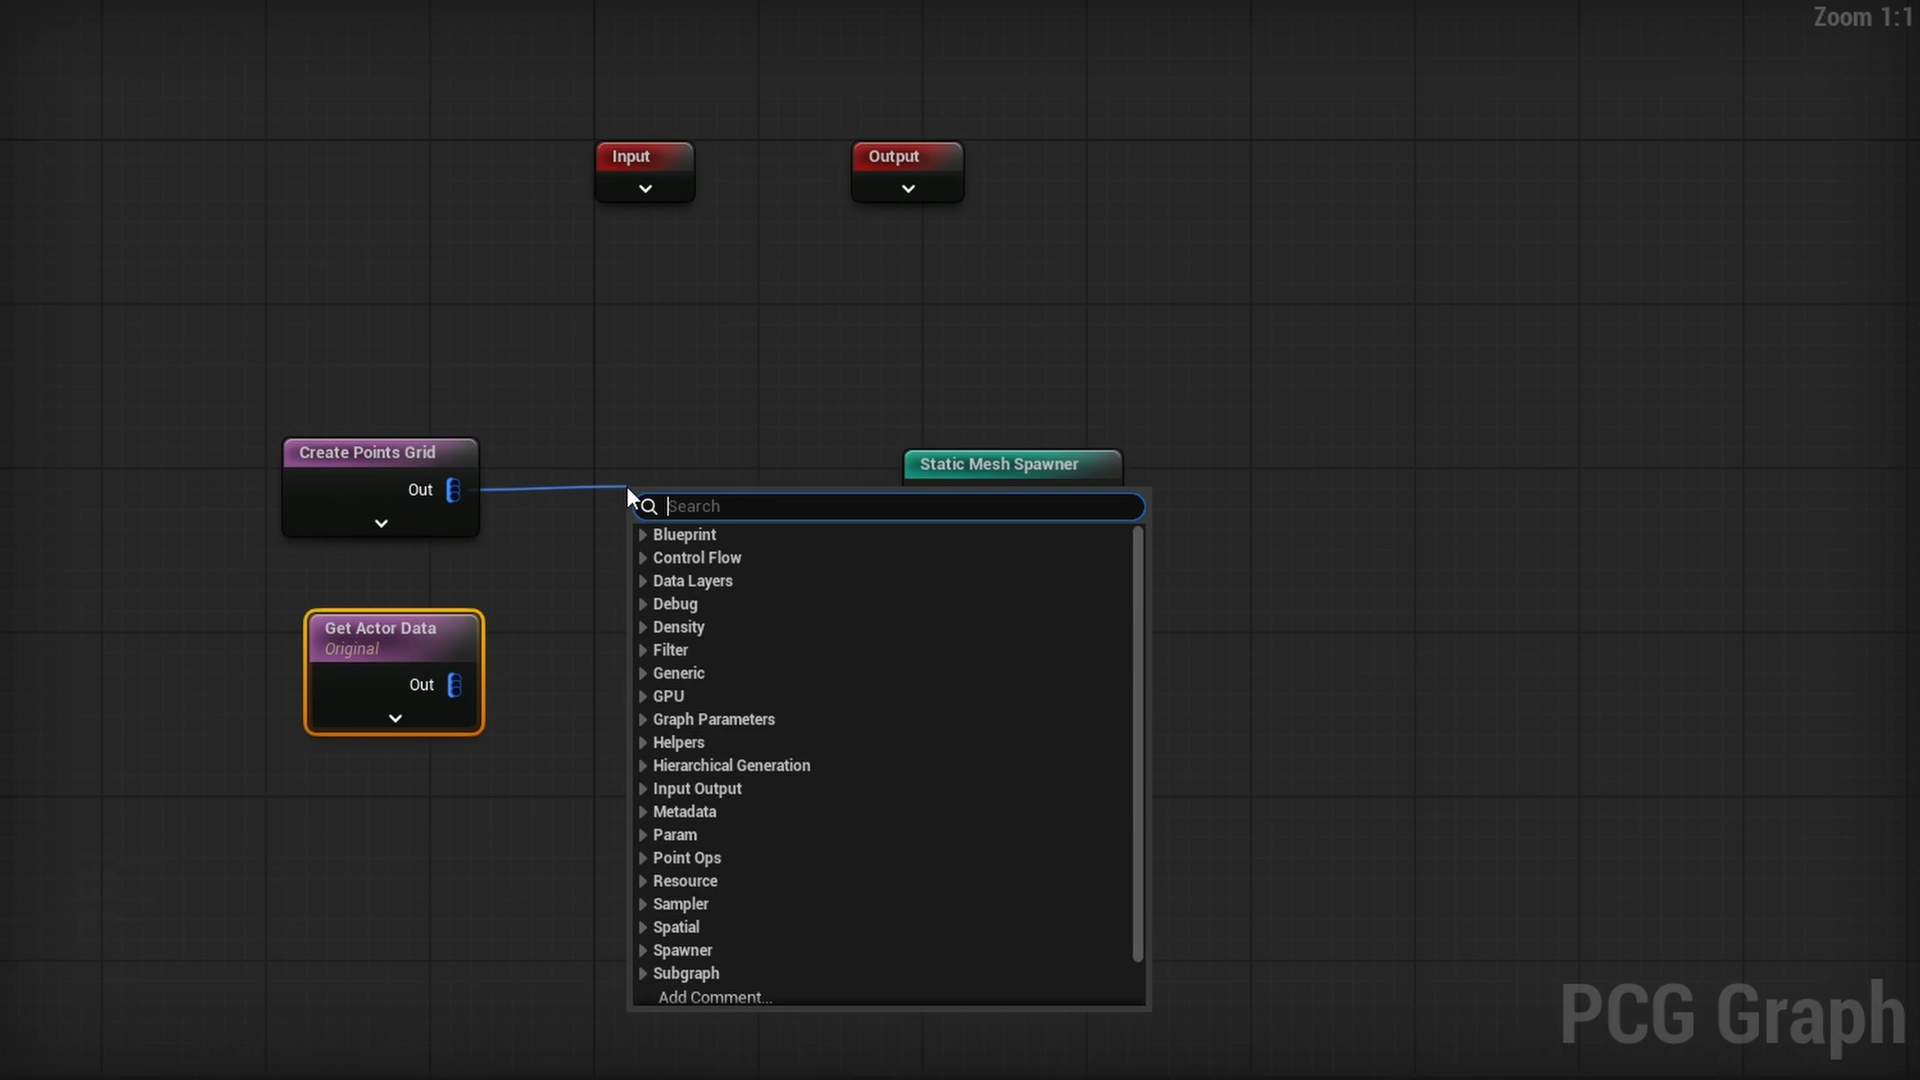 Zoom 1:1
Input
Output
Create Points Grid
Out
Static Mesh Spawner
Search
Get Actor Data
Original
Out
Blueprint
Control Flow
Data Layers
Debug
Density
Filter
Generic
GPU
Graph Parameters
Helpers
Hierarchical Generation
Input Output
Metadata
Param
Point Ops
Resource
Sampler
Spatial
Spawner
Subgraph
Add Comment...
PCG Graph